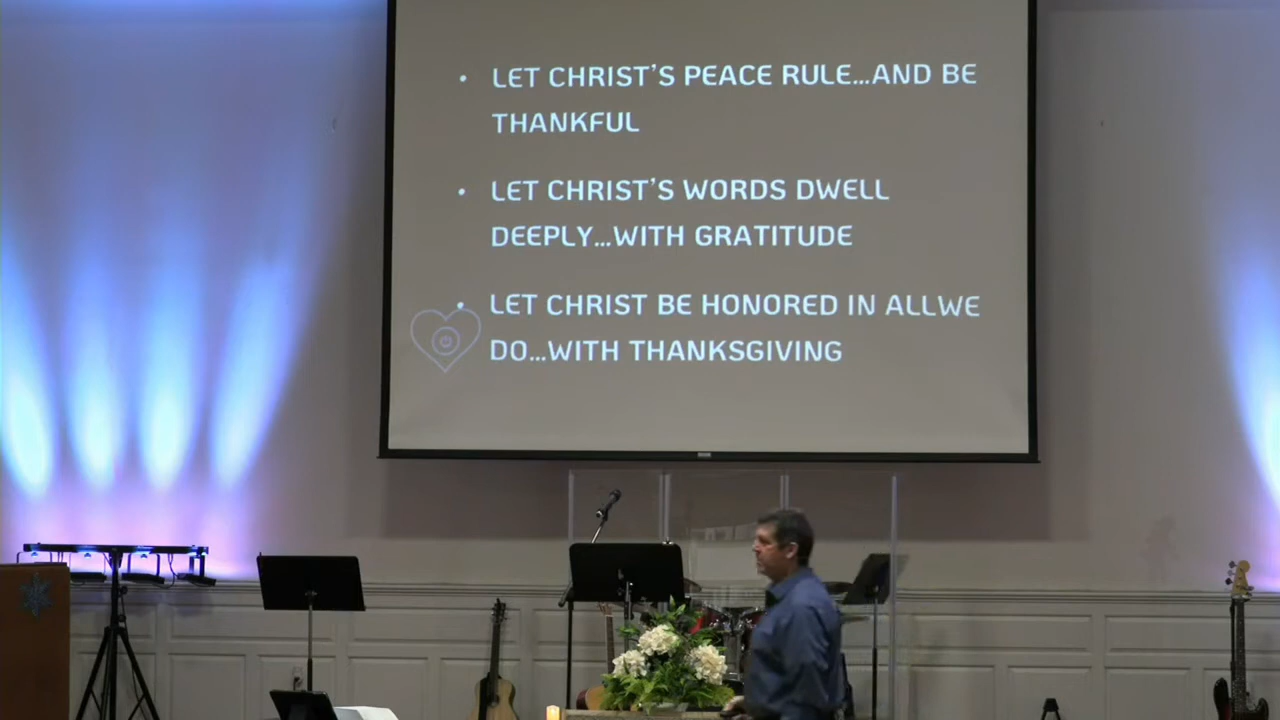 • LET CHRIST'S PEACE RULE...AND BE
THANKFUL
• LET CHRIST'S WORDS DWELL
DEEPLY...WITH GRATITUDE
• LET CHRIST BE HONORED IN ALLWE
DO...WITH THANKSGIVING